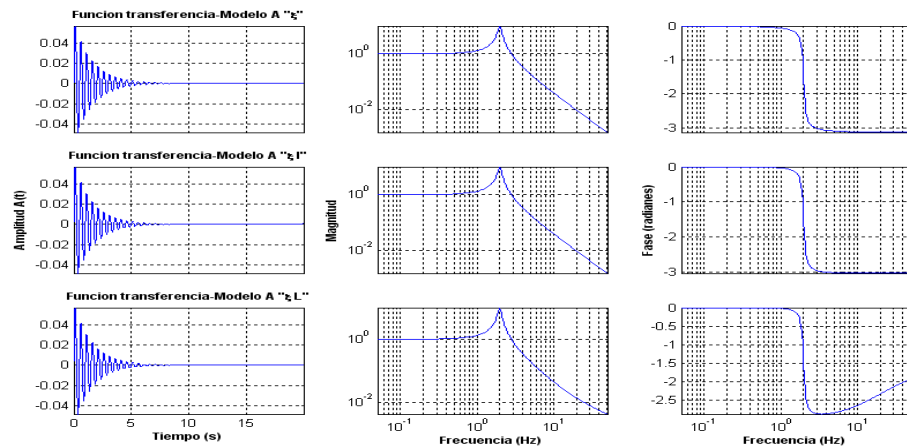 Funcion transferencia-Modelo A "ξ"
0.04
0.02
0
-0.02
-0.04
10^0
10^-2
0
-1
-2
-3
Funcion transferencia-Modelo A "ξ I"
Amplitud A(t)
0.04
0.02
0
-0.02
-0.04
Magnitud
10^0
10^-2
Fase (radianes)
0
-1
-2
-3
Funcion transferencia-Modelo A "ξ L"
0.04
0.02
0
-0.02
-0.04
0 5 10 15
Tiempo (s)
10^0
10^-2
10^-1 10^0 10^1
Frecuencia (Hz)
0
-0.5
-1
-1.5
-2
-2.5
10^-1 10^0 10^1
Frecuencia (Hz)